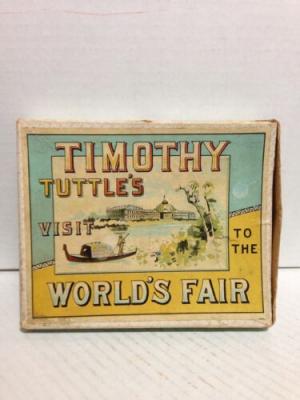 TIMOTHY
TUTTLE'S
VISIT
TO
THE
WORLD'S FAIR